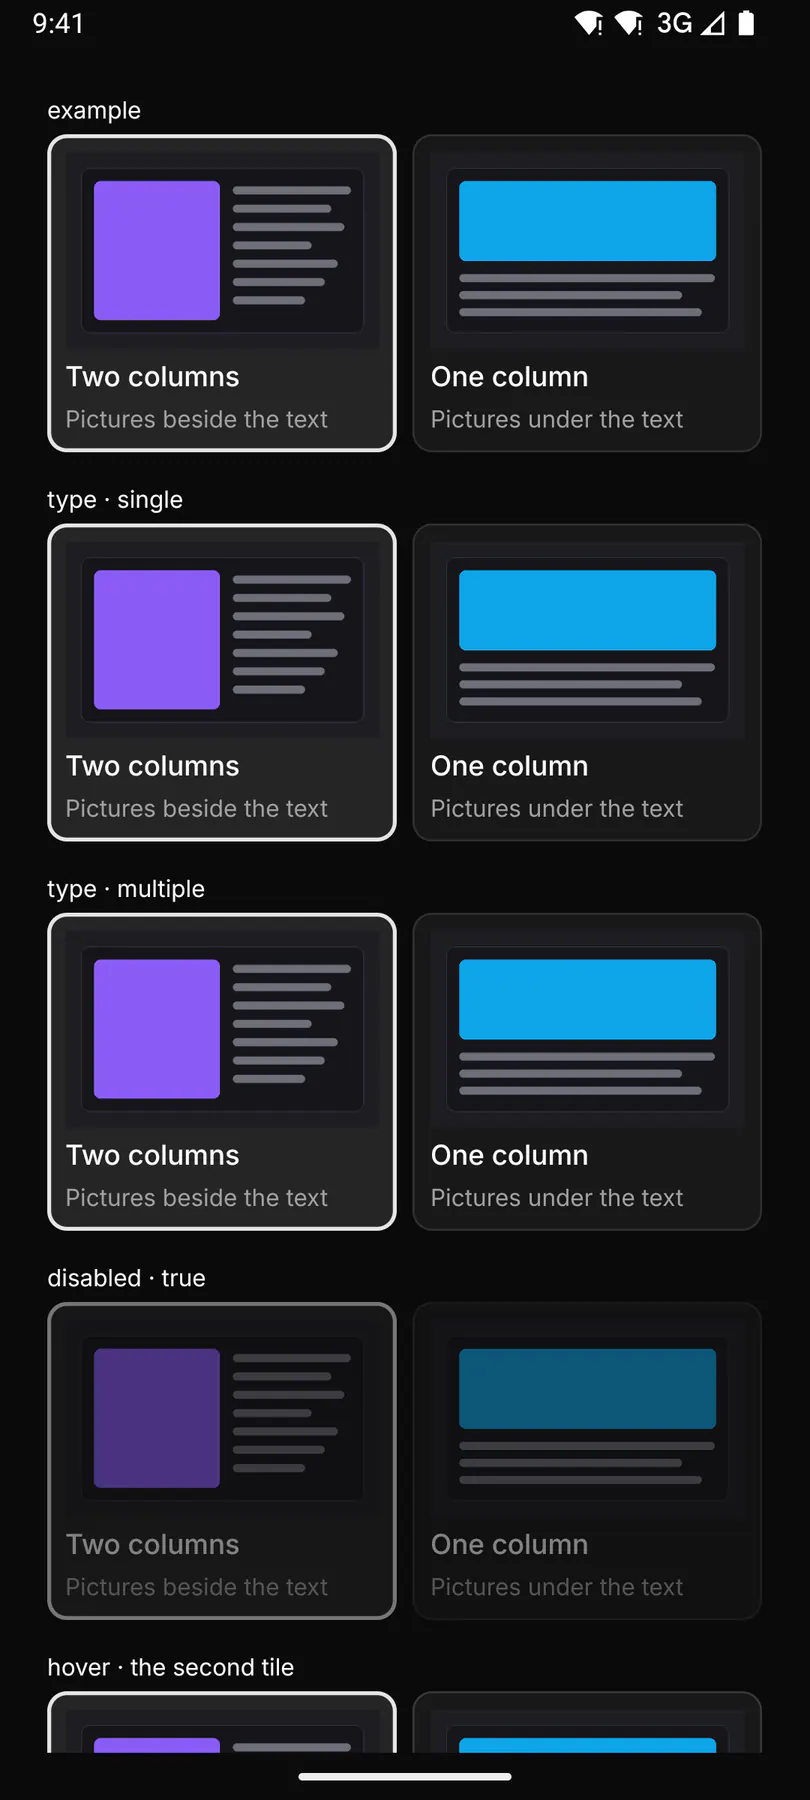 9:41
3G
example
Two columns
One column
Pictures beside the text
Pictures under the text
type · single
Two columns
One column
Pictures beside the text
Pictures under the text
type · multiple
Two columns
One column
Pictures beside the text
Pictures under the text
disabled · true
Two columns
One column
Pictures beside the text
Pictures under the text
hover · the second tile